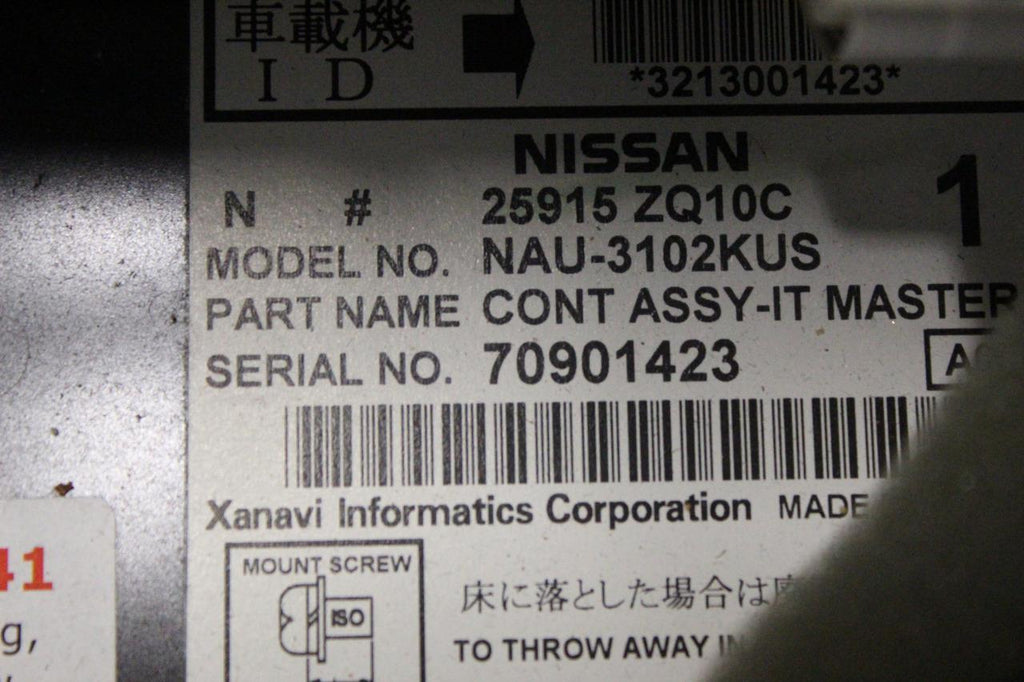 車載機
ID
*3213001423*
NISSAN
1
N # 25915 ZQ10C
MODEL NO. NAU-3102KUS
PART NAME CONT ASSY-IT MASTER
SERIAL NO. 70901423
Xanavi Informatics Corporation MADE
MOUNT SCREW
ISO
床に落とした場合は
TO THROW AWAY
41
g,